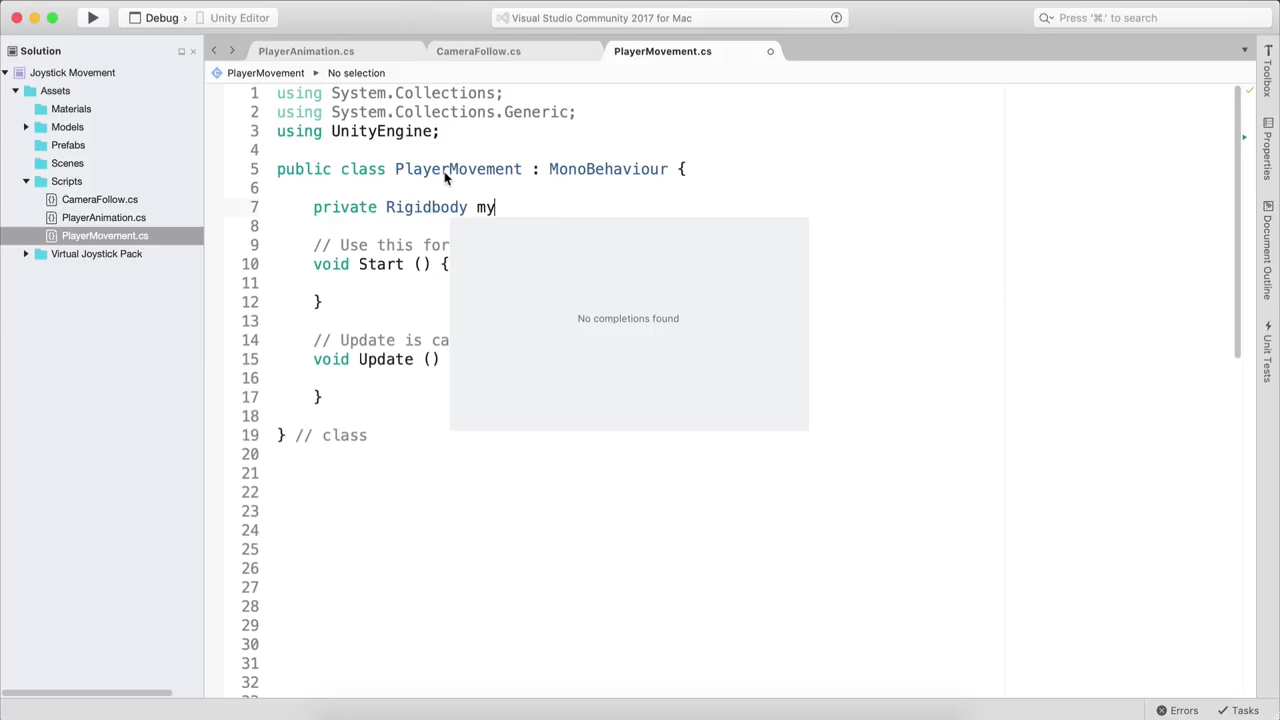 Debug
Unity Editor
Visual Studio Community 2017 for Mac
Press '⌘.' to search
Solution
PlayerAnimation.cs
CameraFollow.cs
PlayerMovement.cs
Joystick Movement
Assets
Materials
Models
Prefabs
Scenes
Scripts
CameraFollow.cs
PlayerAnimation.cs
PlayerMovement.cs
Virtual Joystick Pack
PlayerMovement
No selection
1 using System.Collections;
2 using System.Collections.Generic;
3 using UnityEngine;
4
5 public class PlayerMovement : MonoBehaviour {
6
7 private Rigidbody my
8
9 // Use this for
10 void Start () {
11
12 }
13
14 // Update is ca
15 void Update ()
16
17 }
18
19 } // class
20
21
22
23
24
25
26
27
28
29
30
31
32
No completions found
Toolbox
Properties
Document Outline
Unit Tests
Errors
Tasks